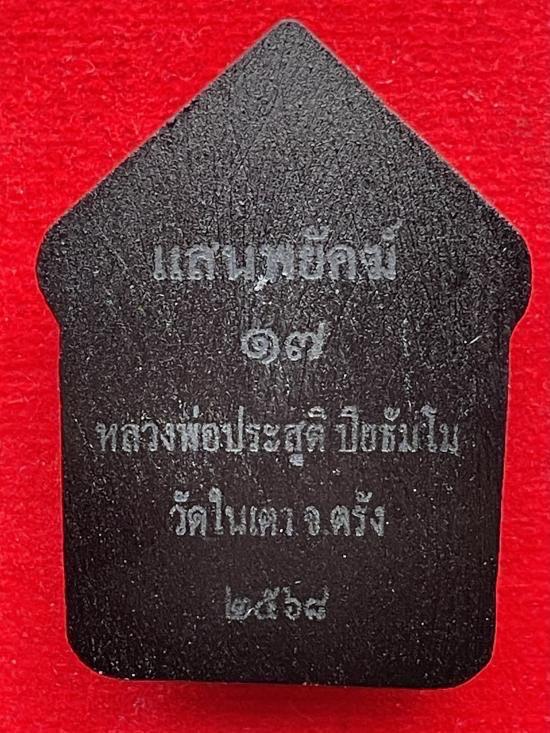 แสนพยัคฆ์
๑๗
หลวงพ่อประสูติ ปิยธัมโม
วัดในเตา จ.ตรัง
๒๕๖๘